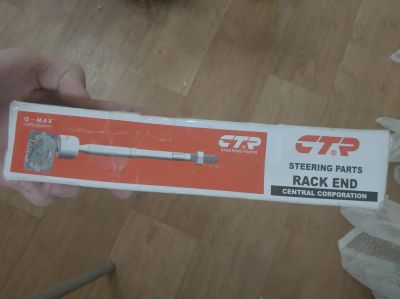 O-MAX
CTR®
STEERING PARTS
CTR®
STEERING PARTS
RACK END
CENTRAL CORPORATION